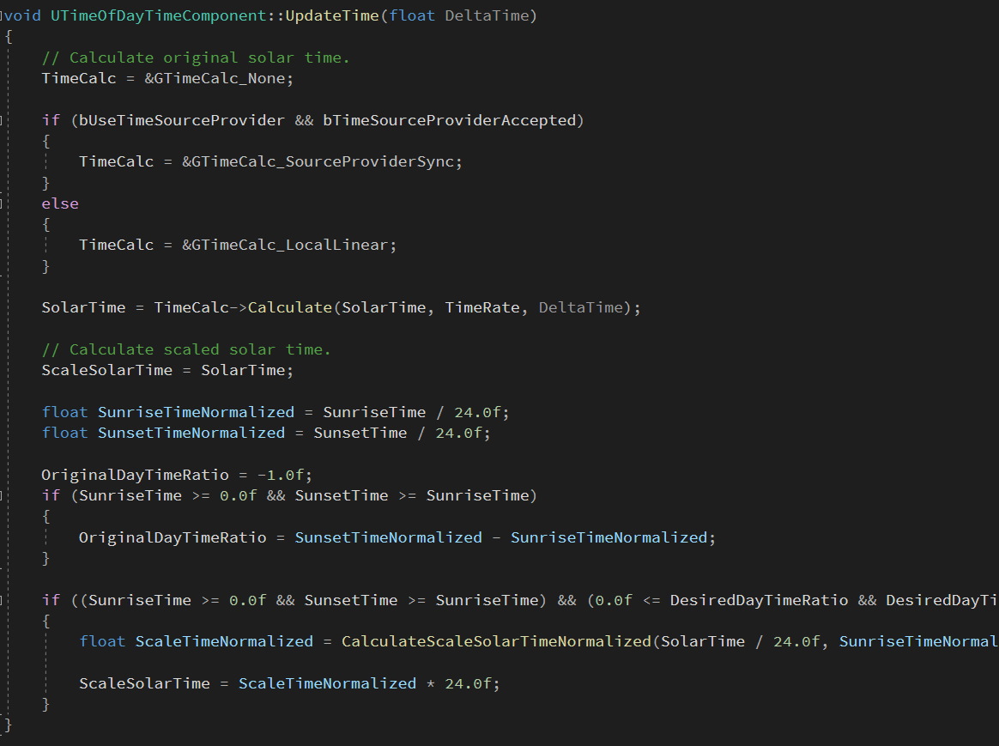 void UTimeOfDayTimeComponent::UpdateTime(float DeltaTime)
{
    // Calculate original solar time.
    TimeCalc = &GTimeCalc_None;

    if (bUseTimeSourceProvider && bTimeSourceProviderAccepted)
    {
        TimeCalc = &GTimeCalc_SourceProviderSync;
    }
    else
    {
        TimeCalc = &GTimeCalc_LocalLinear;
    }

    SolarTime = TimeCalc->Calculate(SolarTime, TimeRate, DeltaTime);

    // Calculate scaled solar time.
    ScaleSolarTime = SolarTime;

    float SunriseTimeNormalized = SunriseTime / 24.0f;
    float SunsetTimeNormalized = SunsetTime / 24.0f;

    OriginalDayTimeRatio = -1.0f;
    if (SunriseTime >= 0.0f && SunsetTime >= SunriseTime)
    {
        OriginalDayTimeRatio = SunsetTimeNormalized - SunriseTimeNormalized;
    }

    if ((SunriseTime >= 0.0f && SunsetTime >= SunriseTime) && (0.0f <= DesiredDayTimeRatio && DesiredDayTi
    {
        float ScaleTimeNormalized = CalculateScaleSolarTimeNormalized(SolarTime / 24.0f, SunriseTimeNormal
        
        ScaleSolarTime = ScaleTimeNormalized * 24.0f;
    }
}